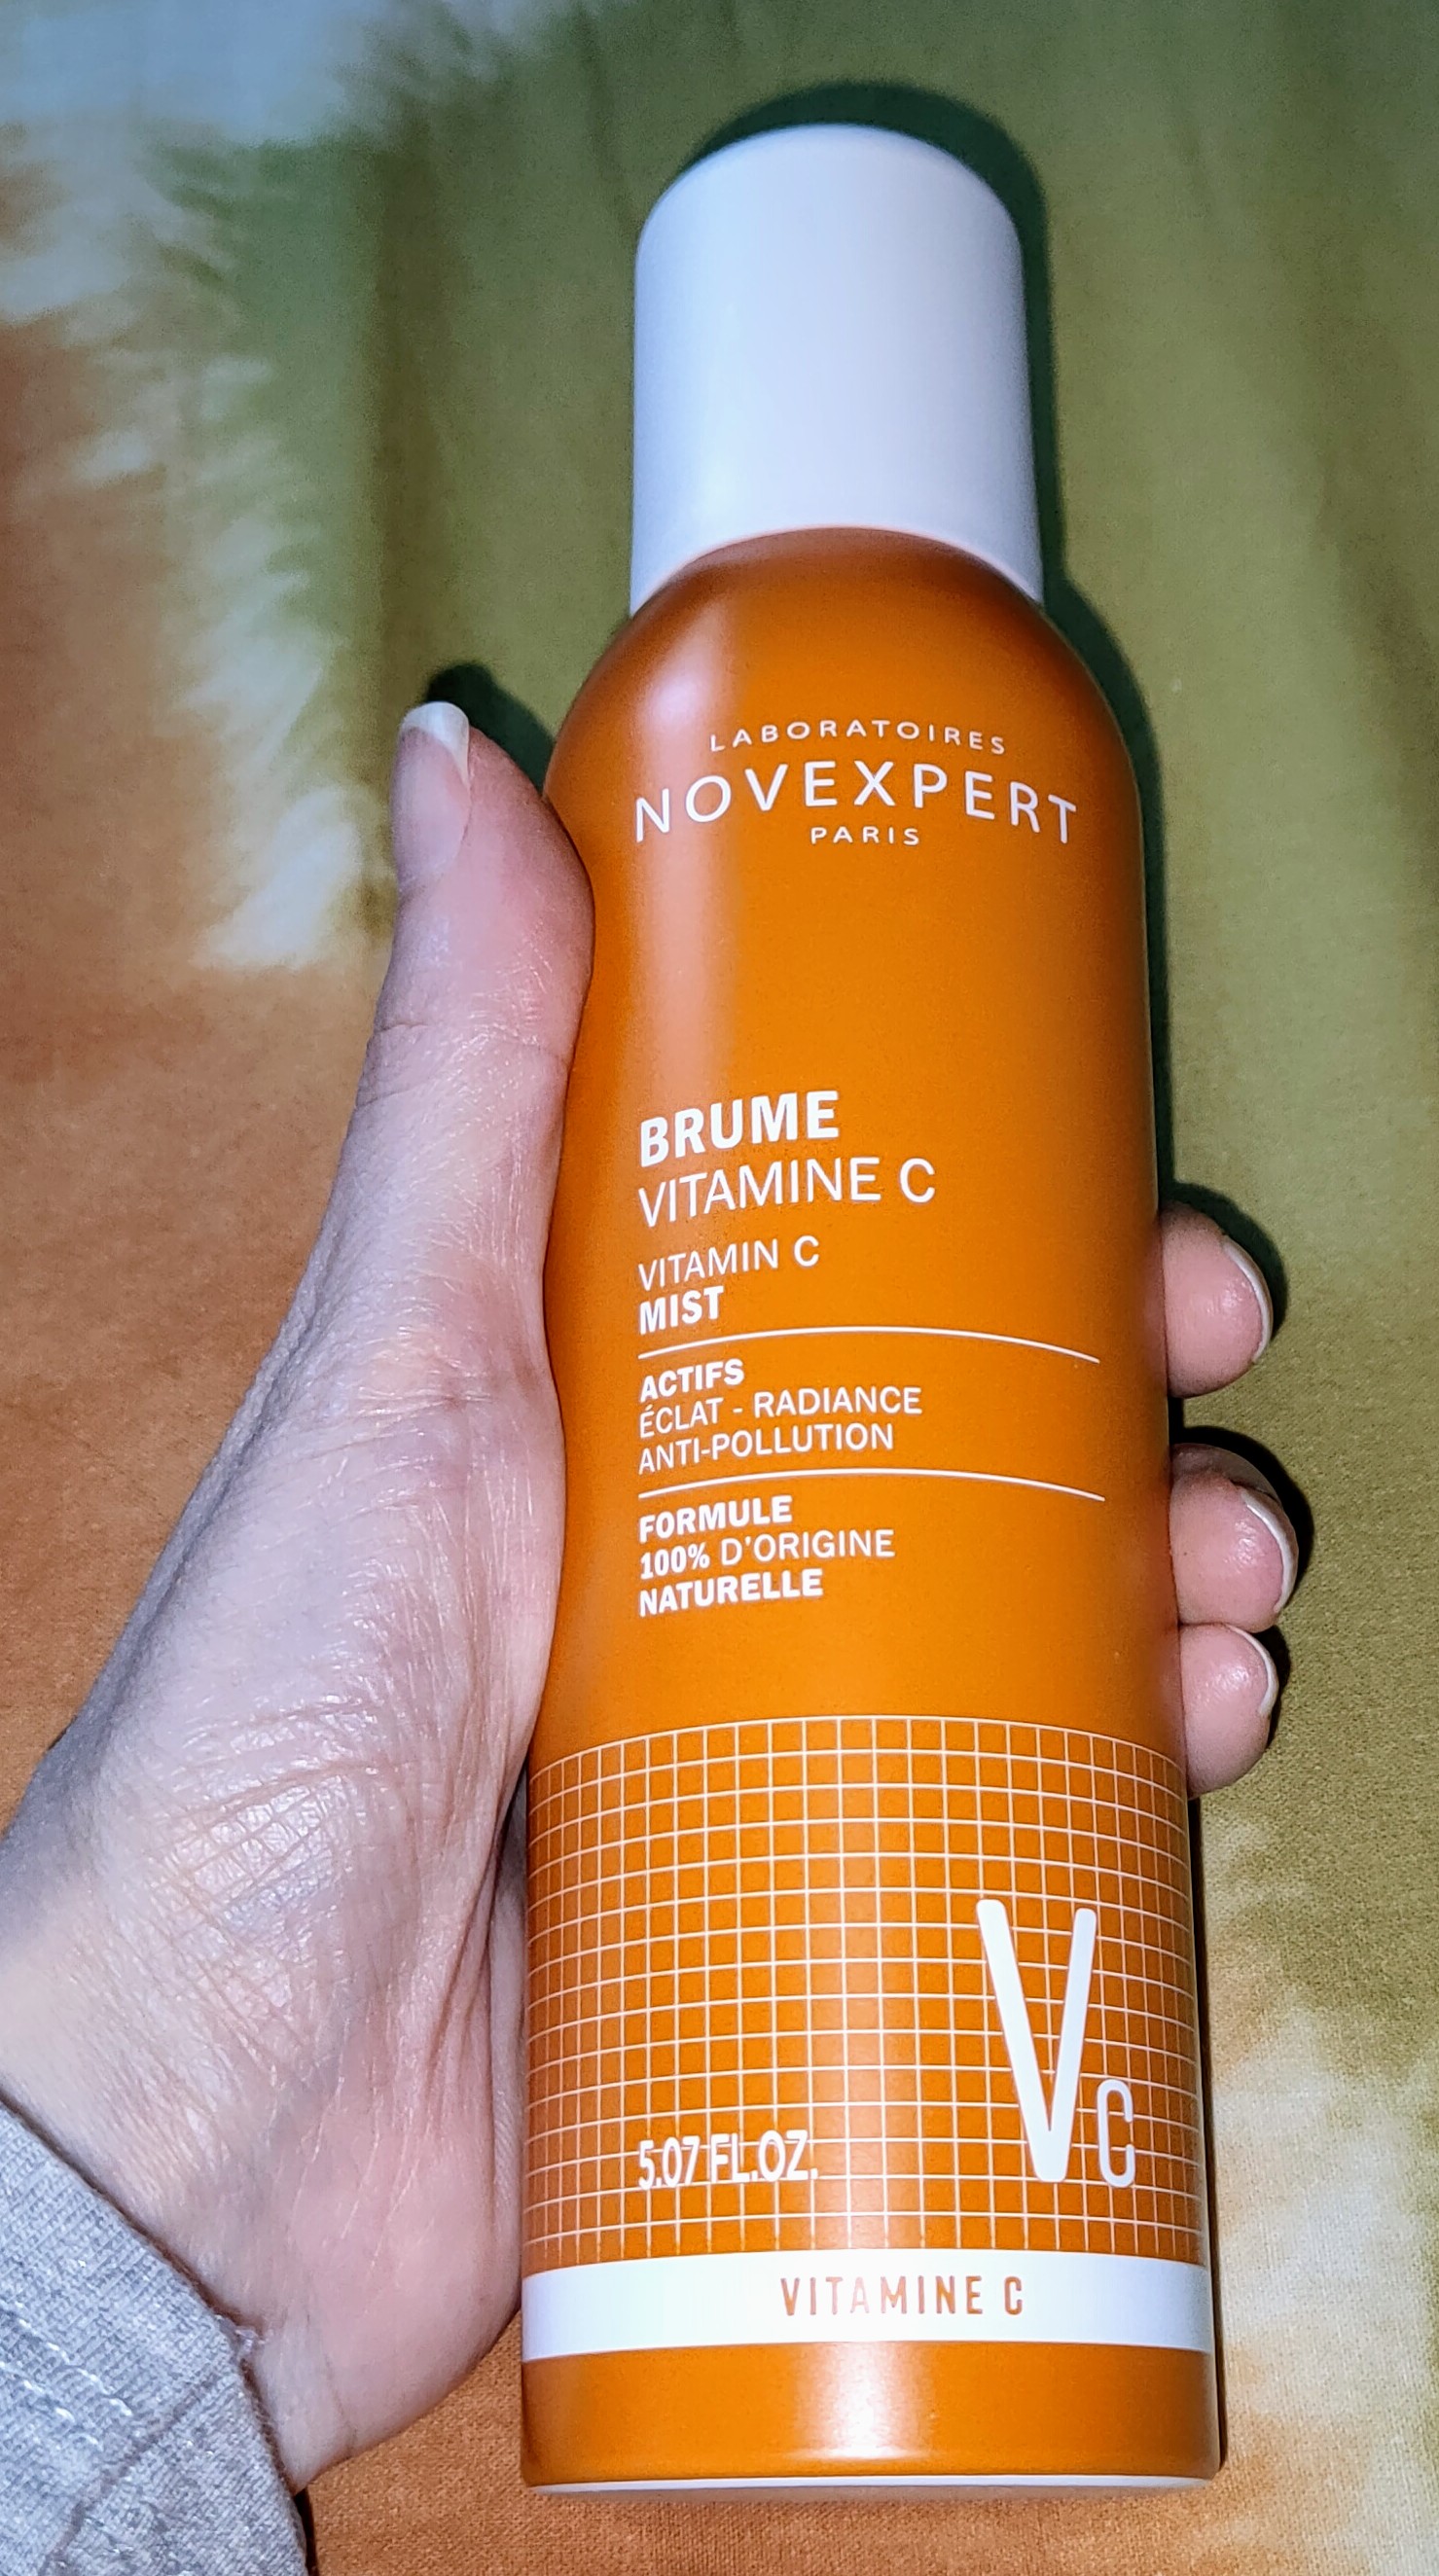 LABORATOIRES
NOVEXPERT
PARIS
BRUME
VITAMINE C
VITAMIN C
MIST
ACTIFS
ÉCLAT - RADIANCE
ANTI-POLLUTION
FORMULE
100% D'ORIGINE
NATURELLE
Vc
5.07 FL.OZ.
VITAMINE C